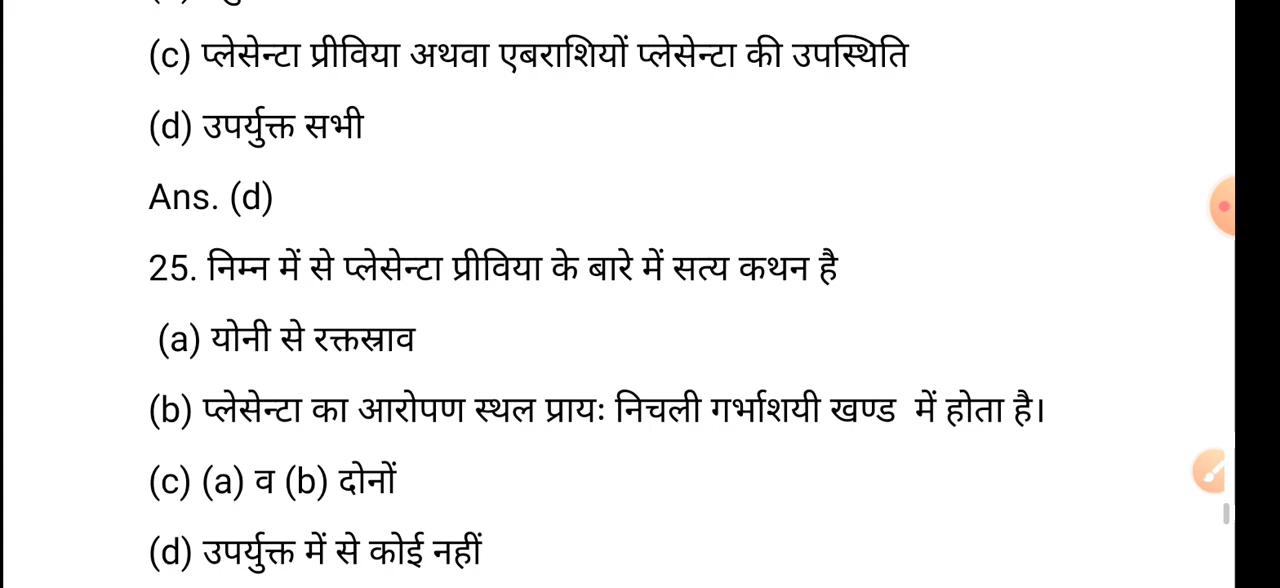 (c) प्लेसेन्टा प्रीविया अथवा एबराशियों प्लेसेन्टा की उपस्थिति
(d) उपर्युक्त सभी
Ans. (d)
25. निम्न में से प्लेसेन्टा प्रीविया के बारे में सत्य कथन है
(a) योनी से रक्तस्राव
(b) प्लेसेन्टा का आरोपण स्थल प्रायः निचली गर्भाशयी खण्ड में होता है।
(c) (a) व (b) दोनों
(d) उपर्युक्त में से कोई नहीं